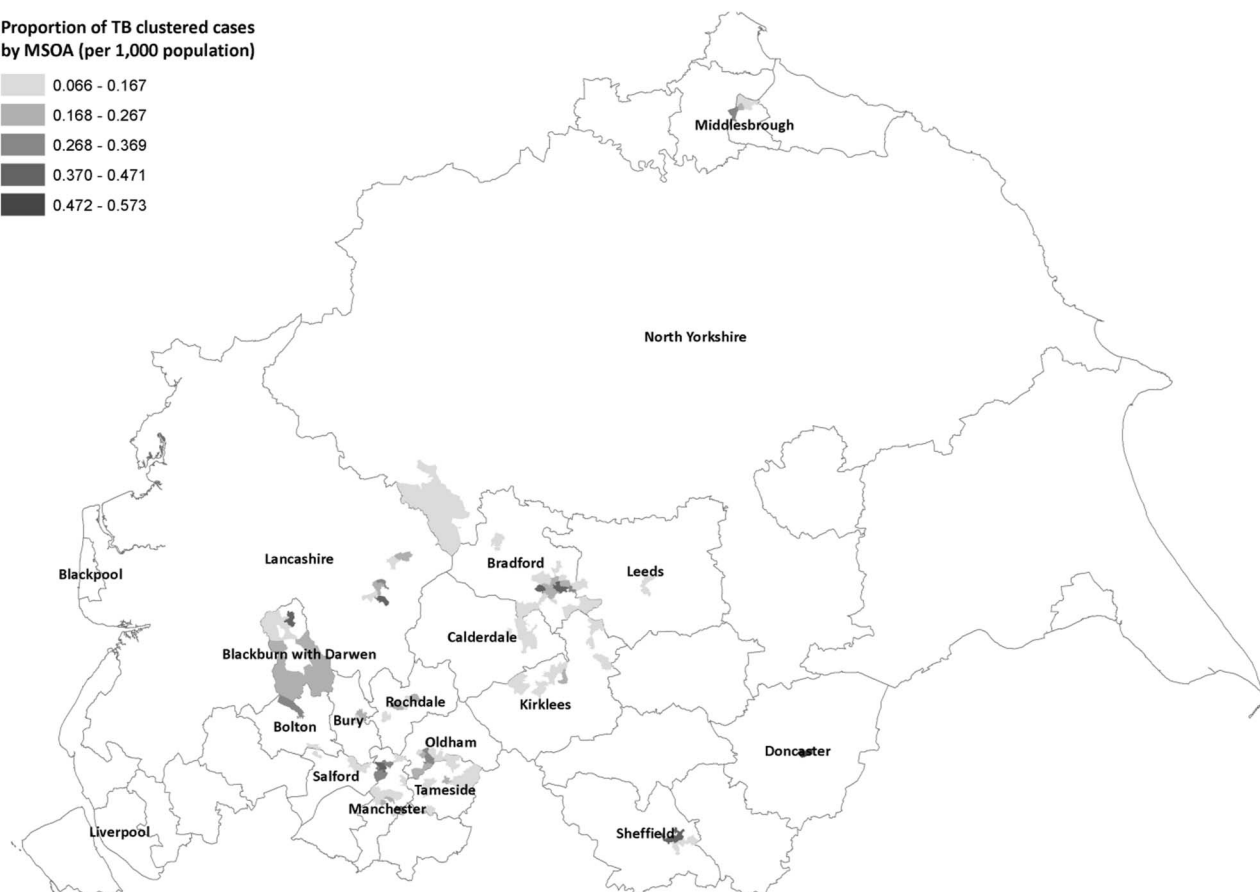 Proportion of TB clustered cases
by MSOA (per 1,000 population)
0.066 - 0.167
0.168 - 0.267
0.268 - 0.369
0.370 - 0.471
0.472 - 0.573
Middlesbrough
North Yorkshire
Lancashire
Bradford
Leeds
Blackpool
Calderdale
Blackburn with Darwen
Rochdale
Kirklees
Bury
Bolton
Oldham
Doncaster
Salford
Tameside
Manchester
Liverpool
Sheffield